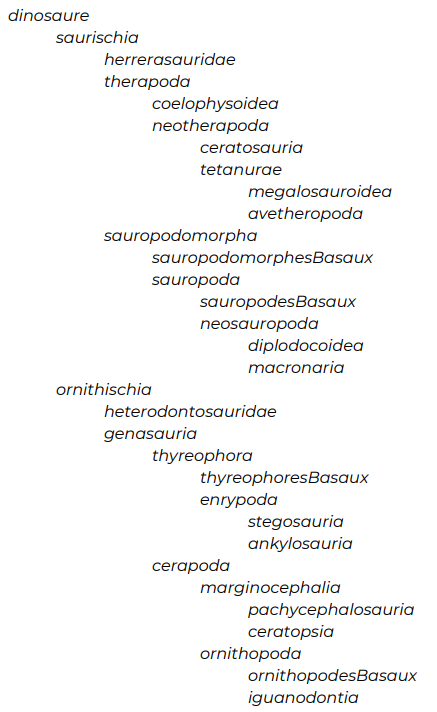 dinosaure
saurischia
herrerasauridae
therapoda
coelophysoidea
neotherapoda
ceratosauria
tetanurae
megalosauroidea
avetheropoda
sauropodomorpha
sauropodomorphesBasaux
sauropoda
sauropodesBasaux
neosauropoda
diplodocoidea
macronaria
ornithischia
heterodontosauridae
genasauria
thyreophora
thyreophoresBasaux
enrypoda
stegosauria
ankylosauria
cerapoda
marginocephalia
pachycephalosauria
ceratopsia
ornithopoda
ornithopodesBasaux
iguanodontia